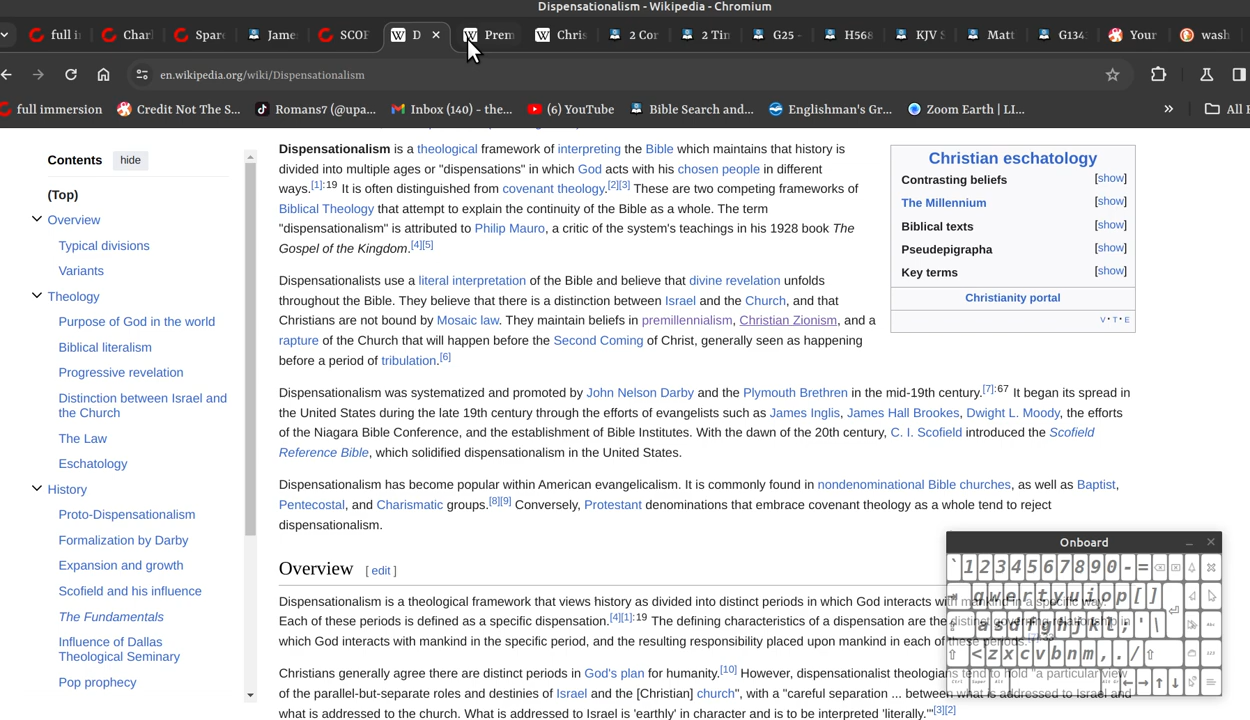 Dispensationalism - Wikipedia - Chromium
full i
Char
Spar
Jame
SCOF
D
Prem
Chris
2 Cor
2 Tin
G25 -
H568
KJV S
Matt
G134
Your
wash
en.wikipedia.org/wiki/Dispensationalism
full immersion
Credit Not The S...
Romans7 (@upa...
Inbox (140) - the...
(6) YouTube
Bible Search and...
Englishman's Gr...
Zoom Earth | LI...
»
All
Contents
hide
(Top)
Overview
Typical divisions
Variants
Theology
Purpose of God in the world
Biblical literalism
Progressive revelation
Distinction between Israel and
the Church
The Law
Eschatology
History
Proto-Dispensationalism
Formalization by Darby
Expansion and growth
Scofield and his influence
The Fundamentals
Influence of Dallas
Theological Seminary
Pop prophecy
Dispensationalism is a theological framework of interpreting the Bible which maintains that history is
divided into multiple ages or "dispensations" in which God acts with his chosen people in different
ways.[1]:19 It is often distinguished from covenant theology.[2][3] These are two competing frameworks of
Biblical Theology that attempt to explain the continuity of the Bible as a whole. The term
"dispensationalism" is attributed to Philip Mauro, a critic of the system's teachings in his 1928 book The
Gospel of the Kingdom.[4][5]
Dispensationalists use a literal interpretation of the Bible and believe that divine revelation unfolds
throughout the Bible. They believe that there is a distinction between Israel and the Church, and that
Christians are not bound by Mosaic law. They maintain beliefs in premillennialism, Christian Zionism, and a
rapture of the Church that will happen before the Second Coming of Christ, generally seen as happening
before a period of tribulation.[6]
Dispensationalism was systematized and promoted by John Nelson Darby and the Plymouth Brethren in the mid-19th century.[7]:67 It began its spread in
the United States during the late 19th century through the efforts of evangelists such as James Inglis, James Hall Brookes, Dwight L. Moody, the efforts
of the Niagara Bible Conference, and the establishment of Bible Institutes. With the dawn of the 20th century, C. I. Scofield introduced the Scofield
Reference Bible, which solidified dispensationalism in the United States.
Dispensationalism has become popular within American evangelicalism. It is commonly found in nondenominational Bible churches, as well as Baptist,
Pentecostal, and Charismatic groups.[8][9] Conversely, Protestant denominations that embrace covenant theology as a whole tend to reject
dispensationalism.
Overview [ edit ]
Dispensationalism is a theological framework that views history as divided into distinct periods in which God interacts with mankind in a specific way.
Each of these periods is defined as a specific dispensation.[4][1]:19 The defining characteristics of a dispensation are the distinct governing relationship in
which God interacts with mankind in the specific period, and the resulting responsibility placed upon mankind in each of these periods.
Christians generally agree there are distinct periods in God's plan for humanity.[10] However, dispensationalist theologians tend to hold "a particular view
of the parallel-but-separate roles and destinies of Israel and the [Christian] church", with a "careful separation ... between what is addressed to Israel and
what is addressed to the church. What is addressed to Israel is 'earthly' in character and is to be interpreted 'literally.'"[3][2]
Christian eschatology
Contrasting beliefs [show]
The Millennium [show]
Biblical texts [show]
Pseudepigrapha [show]
Key terms [show]
Christianity portal
V · T · E
Onboard
` 1 2 3 4 5 6 7 8 9 0 - =
q w e r t y u i o p [ ]
a s d f g h j k l ; ' \
< z x c v b n m , . /